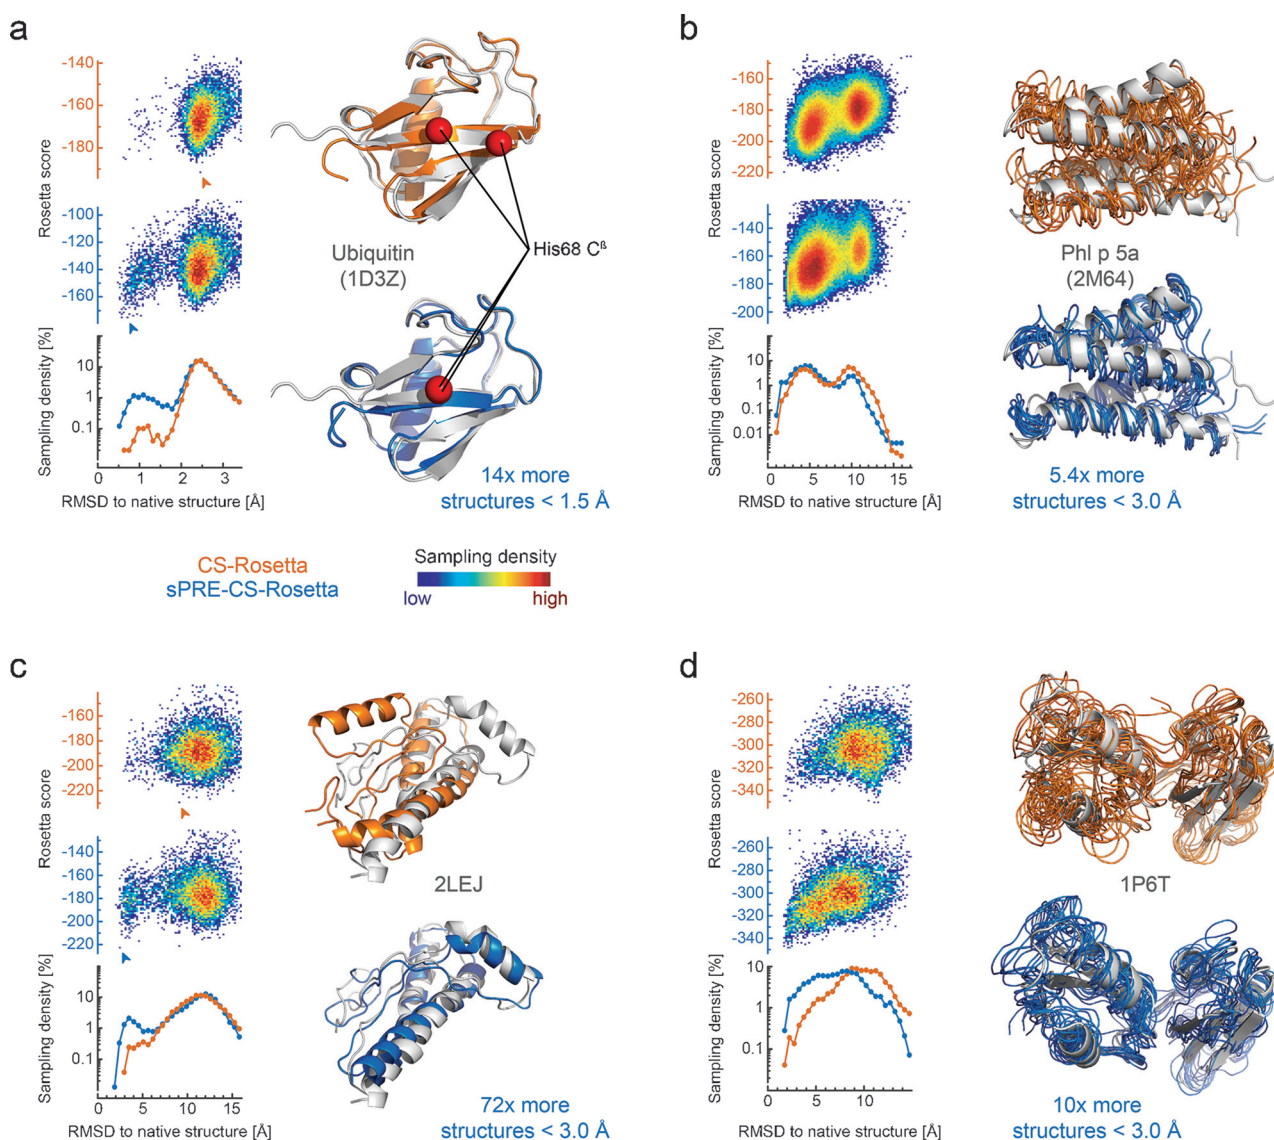 a
-140
-160
-180
Rosetta score
-100
-120
-140
-160
Sampling density [%]
10
1
0.1
0 1 2 3
RMSD to native structure [Å]
Ubiquitin
(1D3Z)
His68 Cβ
14x more
structures < 1.5 Å
b
-160
-180
-200
-220
Rosetta score
-140
-160
-180
-200
Sampling density [%]
10
1
0.1
0.01
0 5 10 15
RMSD to native structure [Å]
Phl p 5a
(2M64)
5.4x more
structures < 3.0 Å
CS-Rosetta
sPRE-CS-Rosetta
Sampling density
low high
c
-160
-180
-200
-220
Rosetta score
-140
-160
-180
-200
-220
Sampling density [%]
10
1
0.1
0 5 10 15
RMSD to native structure [Å]
2LEJ
72x more
structures < 3.0 Å
d
-260
-280
-300
-320
-340
Rosetta score
-260
-280
-300
-320
-340
Sampling density [%]
10
1
0.1
0 5 10 15
RMSD to native structure [Å]
1P6T
10x more
structures < 3.0 Å